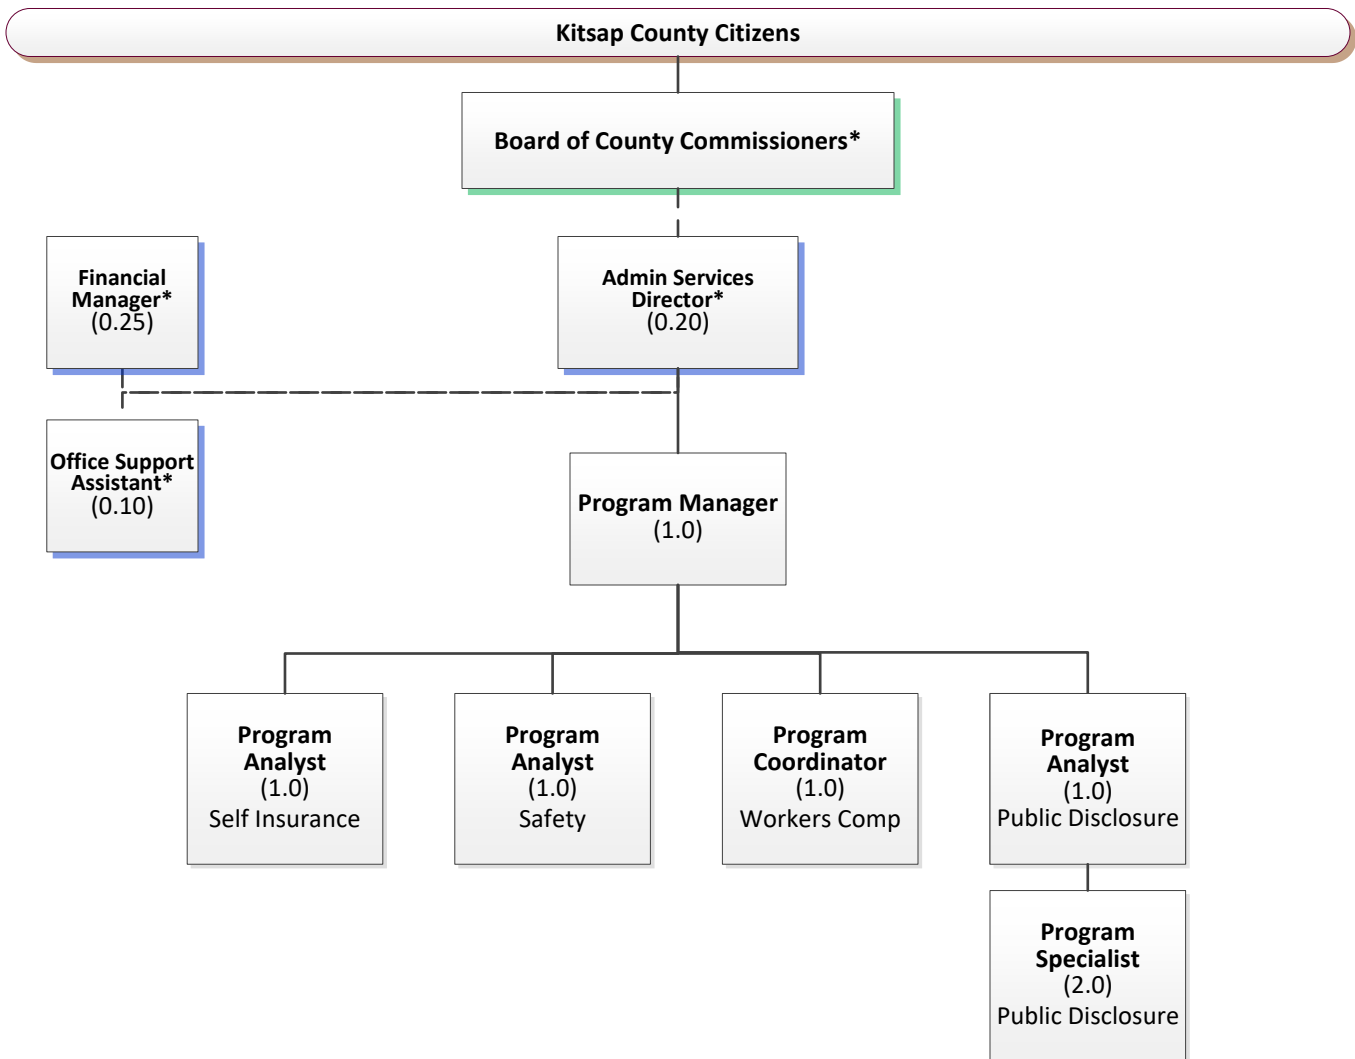 Kitsap County Citizens
Board of County Commissioners*
Financial
Manager*
(0.25)
Admin Services
Director*
(0.20)
Office Support
Assistant*
(0.10)
Program Manager
(1.0)
Program
Analyst
(1.0)
Self Insurance
Program
Analyst
(1.0)
Safety
Program
Coordinator
(1.0)
Workers Comp
Program
Analyst
(1.0)
Public Disclosure
Program
Specialist
(2.0)
Public Disclosure